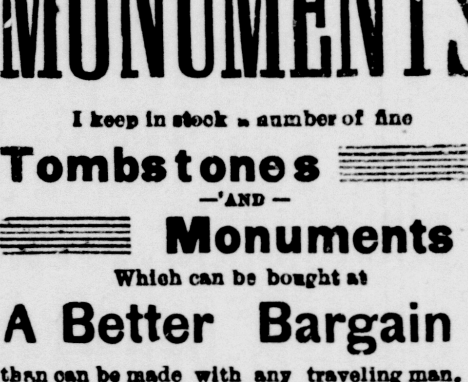 MONUMENTS
I keep in stock a number of fine
Tombstones
—'AND—
Monuments
Which can be bought at
A Better Bargain
than can be made with any traveling man.